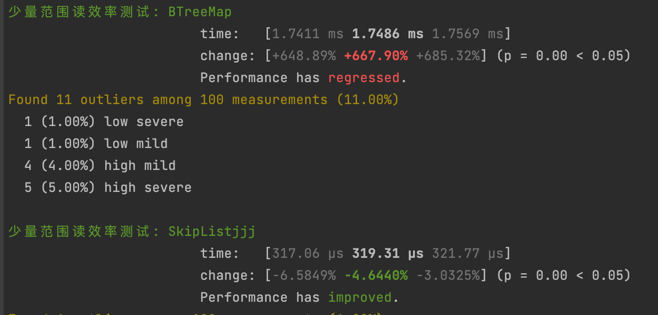 少量范围读效率测试: BTreeMap
time:   [1.7411 ms 1.7486 ms 1.7569 ms]
change: [+648.89% +667.90% +685.32%] (p = 0.00 < 0.05)
Performance has regressed.
Found 11 outliers among 100 measurements (11.00%)
1 (1.00%) low severe
1 (1.00%) low mild
4 (4.00%) high mild
5 (5.00%) high severe
少量范围读效率测试: SkipListjjj
time:   [317.06 µs 319.31 µs 321.77 µs]
change: [-6.5849% -4.6440% -3.0325%] (p = 0.00 < 0.05)
Performance has improved.